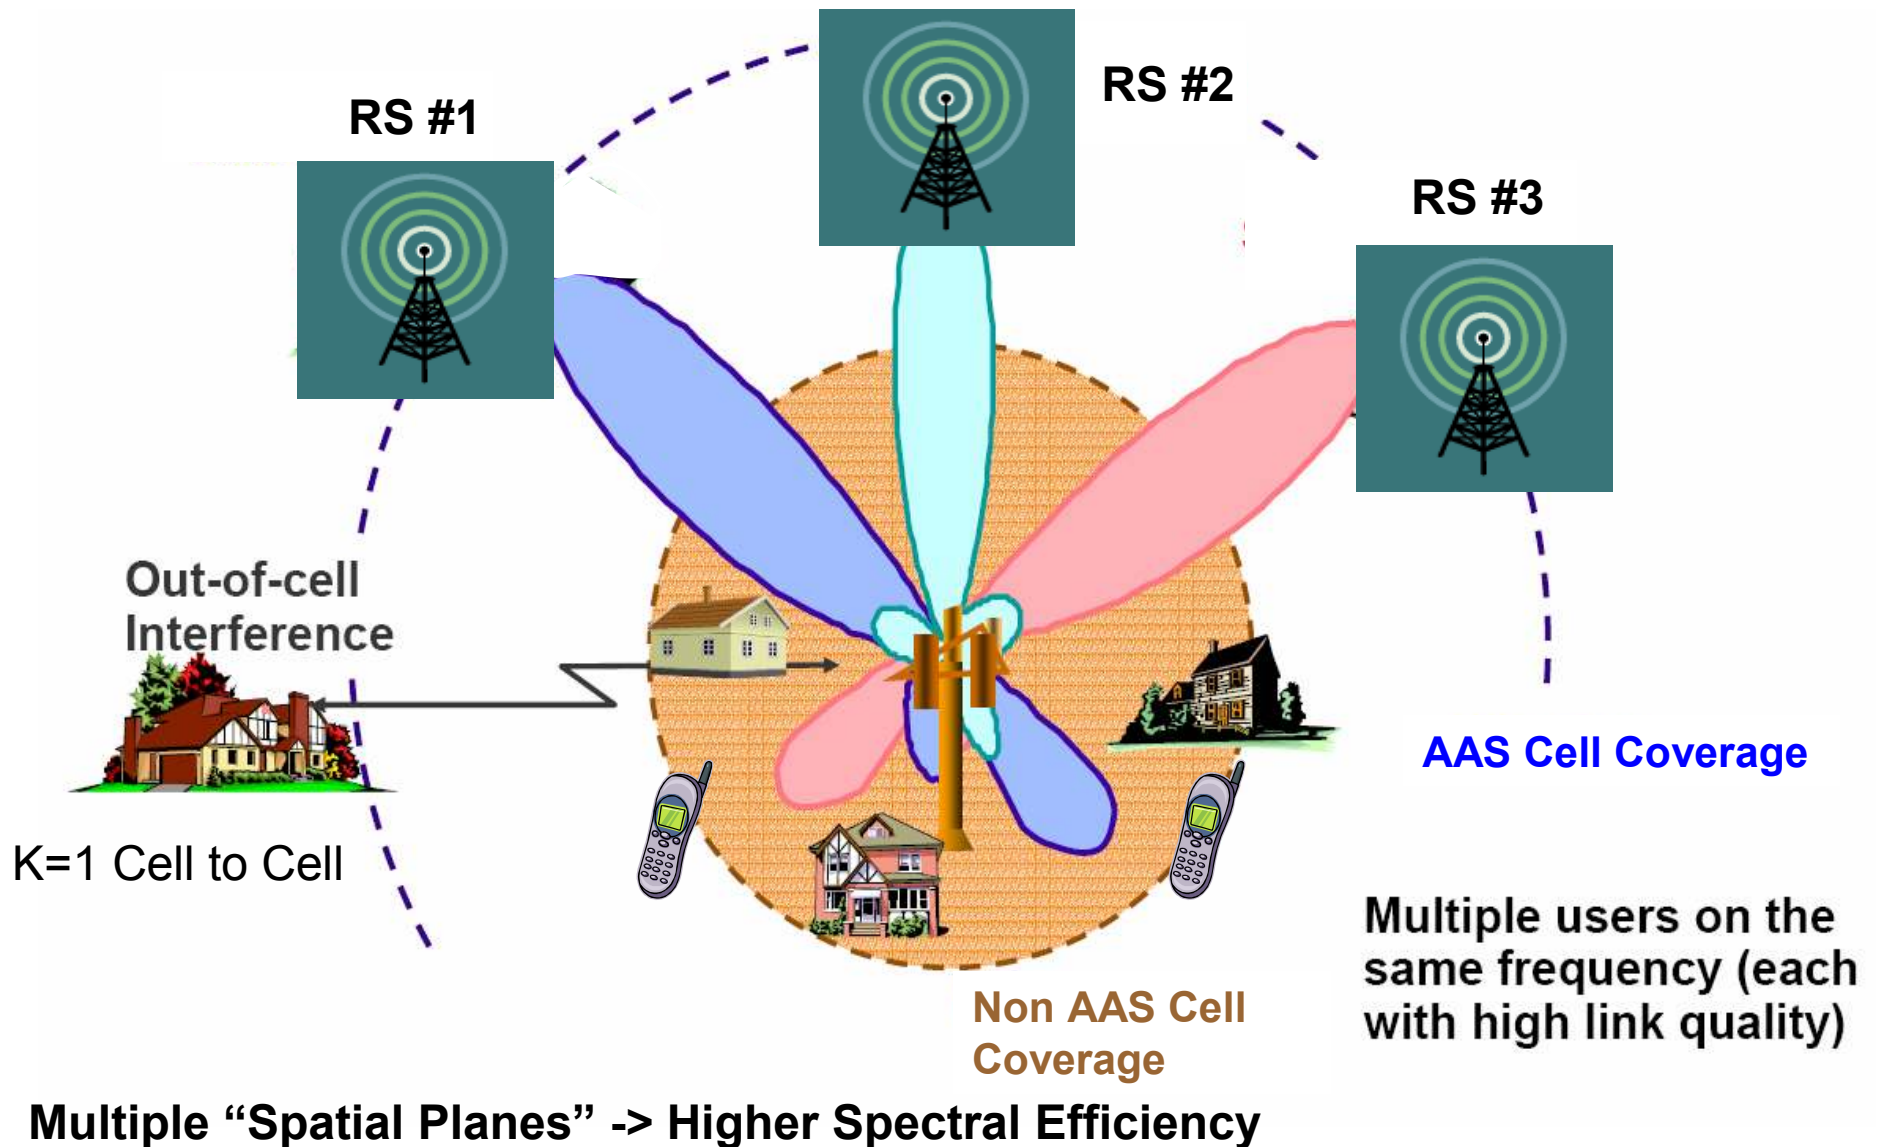 RS #1
RS #2
RS #3
Out-of-cell
Interference
AAS Cell Coverage
K=1 Cell to Cell
Multiple users on the
same frequency (each
with high link quality)
Non AAS Cell
Coverage
Multiple “Spatial Planes” -> Higher Spectral Efficiency